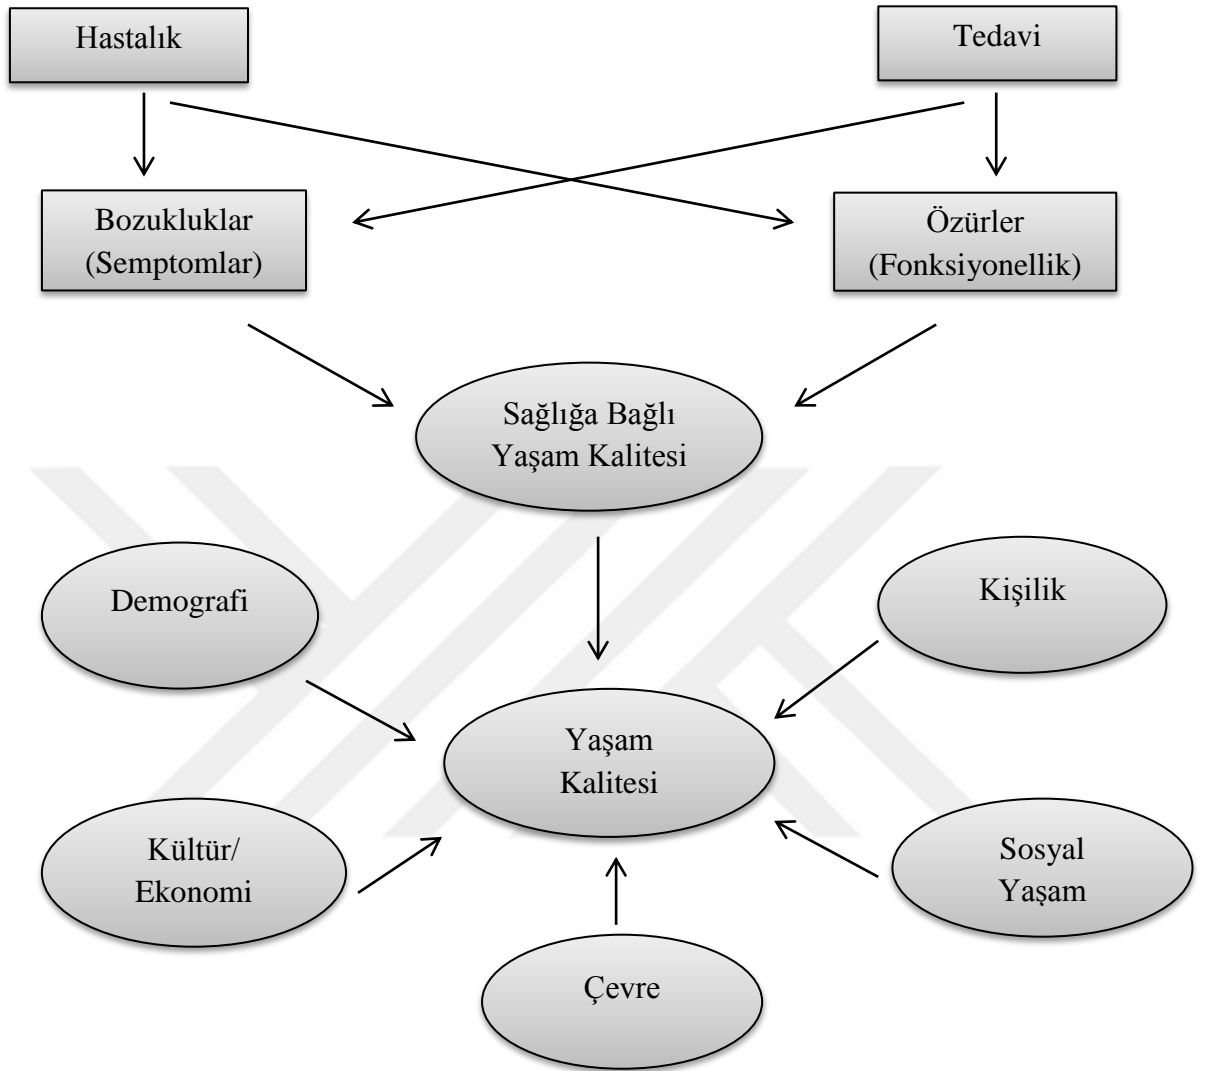 Hastalık
Tedavi
Bozukluklar
(Semptomlar)
Özürler
(Fonksiyonellik)
Sağlığa Bağlı
Yaşam Kalitesi
Demografi
Kişilik
Yaşam
Kalitesi
Kültür/
Ekonomi
Sosyal
Yaşam
Çevre